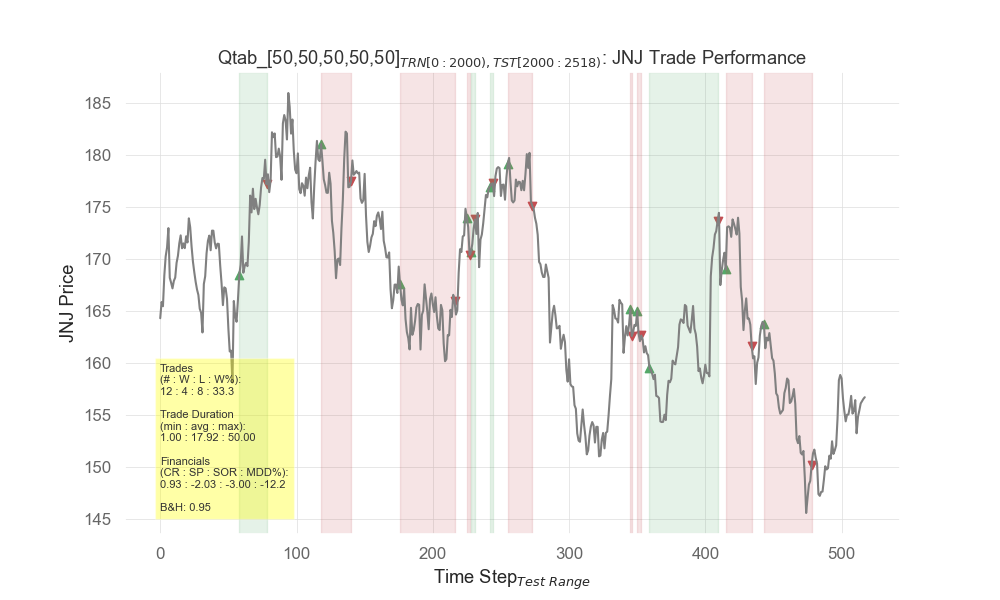 Qtab_[50,50,50,50,50]TRN[0 : 2000), TST[2000 : 2518): JNJ Trade Performance
185
180
175
170
165
160
155
150
145
JNJ Price
Trades
(# : W : L : W%):
12 : 4 : 8 : 33.3
Trade Duration
(min : avg : max):
1.00 : 17.92 : 50.00
Financials
(CR : SP : SOR : MDD%):
0.93 : -2.03 : -3.00 : -12.2
B&H: 0.95
0 100 200 300 400 500
Time StepTest Range